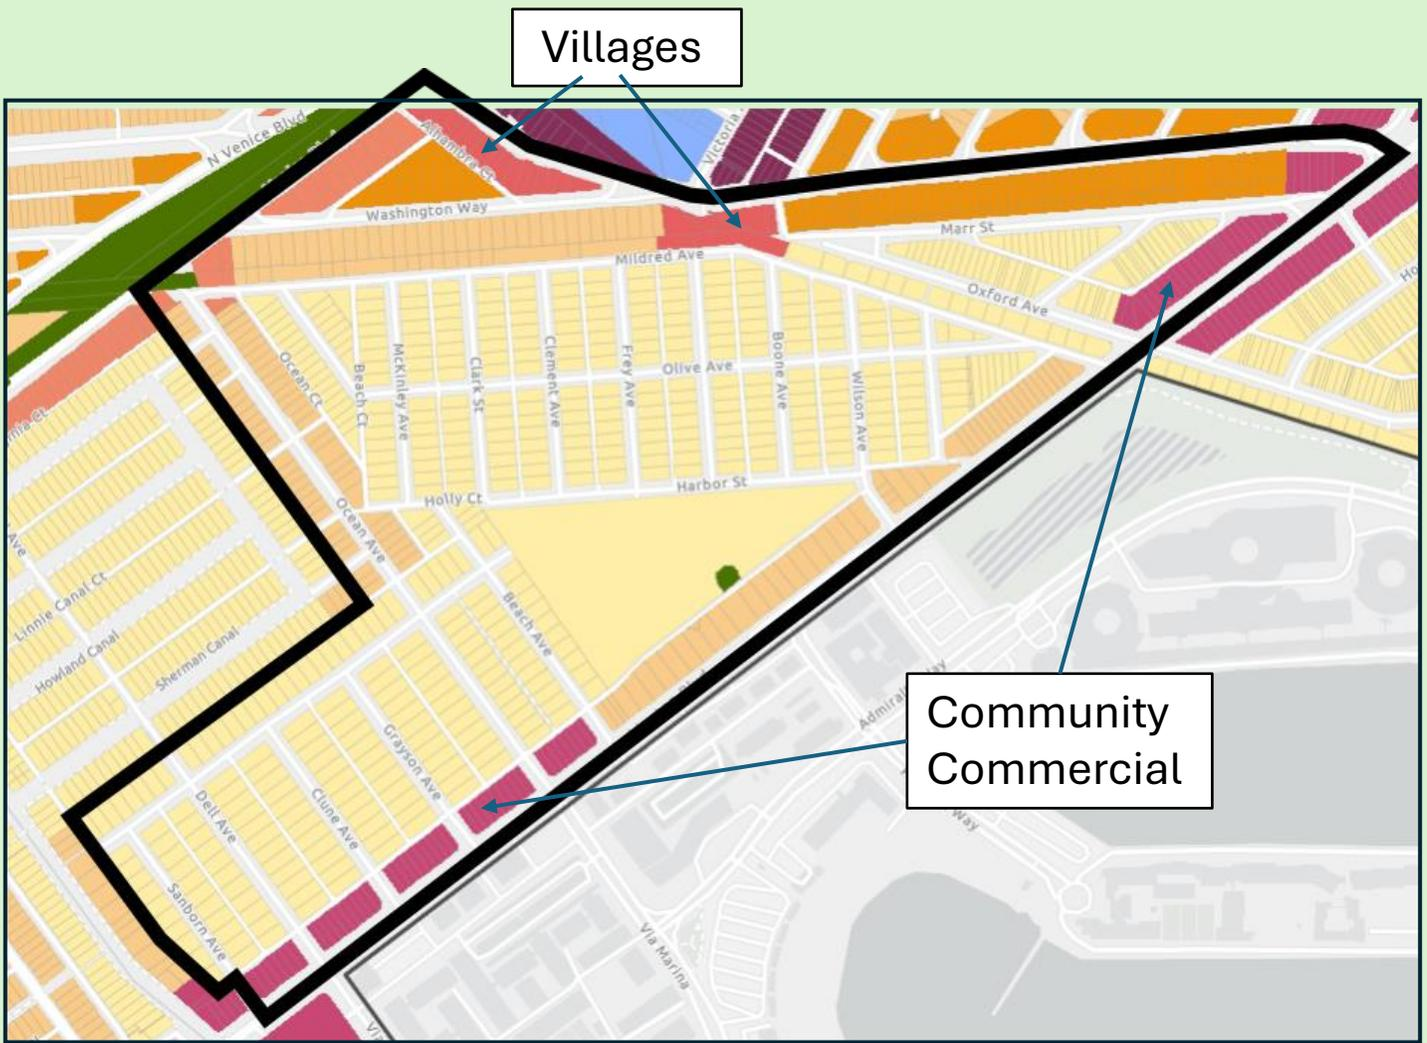 Villages
N Venice Blvd
Alhambra Ct
Victoria
Washington Way
Marr St
Mildred Ave
Oxford Ave
Ocean Ct
Beach Ct
McKinley Ave
Clark St
Clement Ave
Frey Ave
Olive Ave
Boone Ave
Wilson Ave
Holly Ct
Harbor St
Ocean Ave
Ave
Linnie Canal Ct
Howland Canal
Sherman Canal
Beach Ave
Grayson Ave
Dell Ave
Clune Ave
Sanborn Ave
Community
Commercial
Way
Via Marina